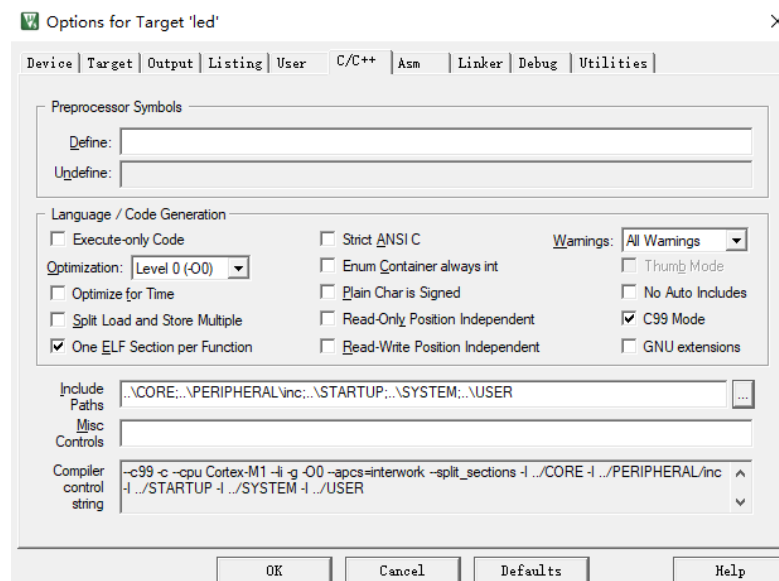 Options for Target 'led'
Device Target Output Listing User C/C++ Asm Linker Debug Utilities
Preprocessor Symbols
Define:
Undefine:
Language / Code Generation
Execute-only Code
Strict ANSI C
Warnings: All Warnings
Optimization: Level 0 (-O0)
Enum Container always int
Thumb Mode
Optimize for Time
Plain Char is Signed
No Auto Includes
Split Load and Store Multiple
Read-Only Position Independent
C99 Mode
One ELF Section per Function
Read-Write Position Independent
GNU extensions
Include
Paths
..\CORE;..\PERIPHERAL\inc;..\STARTUP;..\SYSTEM;..\USER
...
Misc
Controls
Compiler
control
string
--c99 -c --cpu Cortex-M1 --li -g -O0 --apcs=interwork --split_sections -I ../CORE -I ../PERIPHERAL/inc
-I ../STARTUP -I ../SYSTEM -I ../USER
OK Cancel Defaults Help